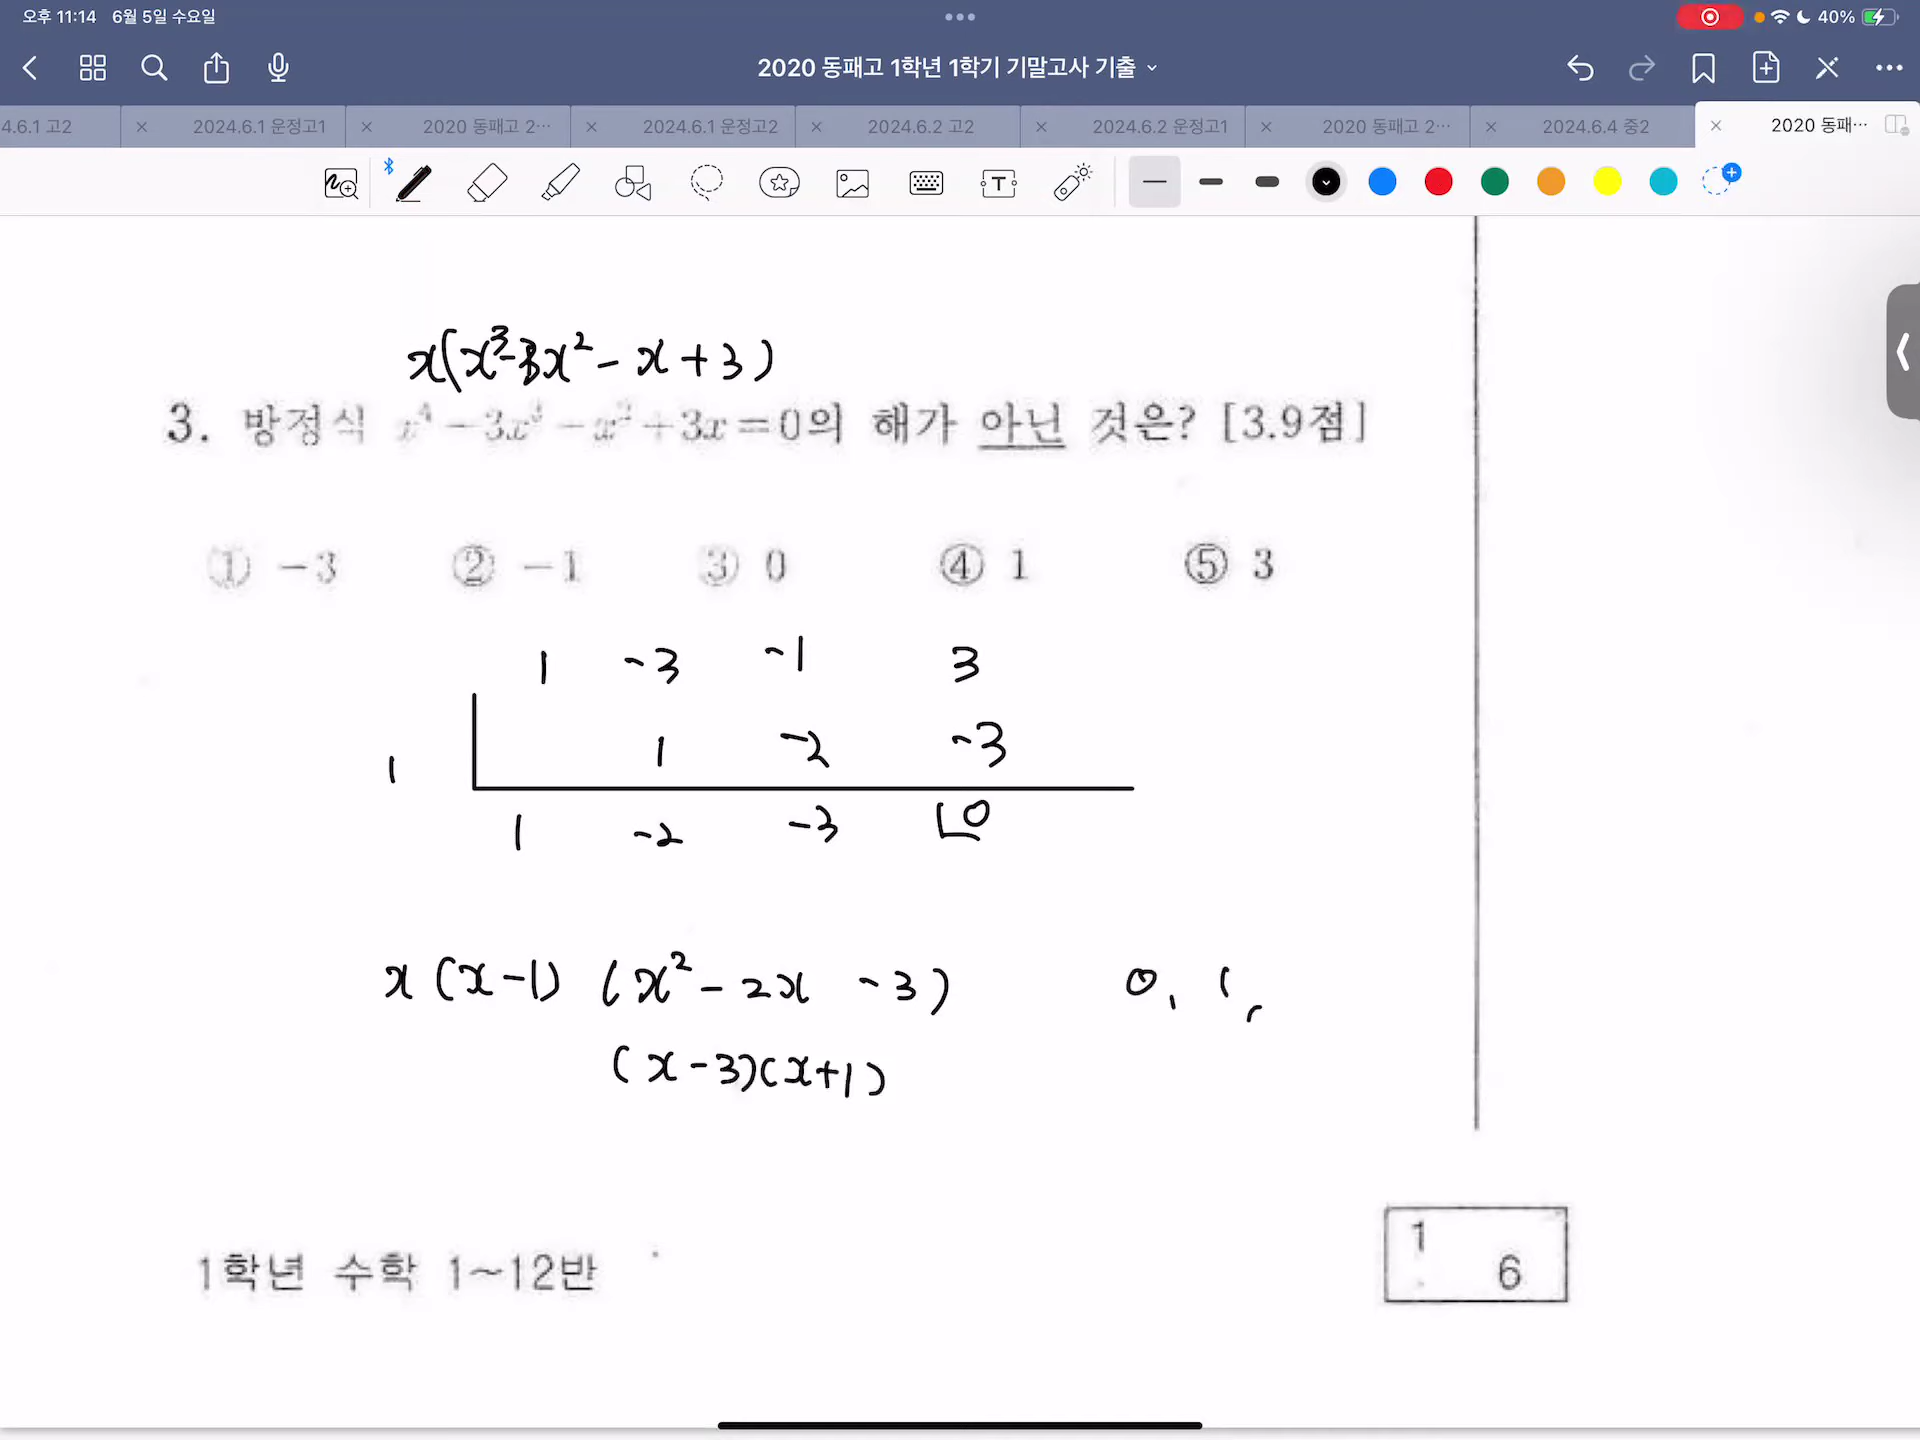 오후 11:14 6월 5일 수요일
40%
2020 동패고 1학년 1학기 기말고사 기출
4.6.1 고2
2024.6.1 운정고1
2020 동패고 2···
2024.6.1 운정고2
2024.6.2 고2
2024.6.2 운정고1
2020 동패고 2···
2024.6.4 중2
2020 동패···
x(x³-3x²-x+3)
3. 방정식 x⁴-3x³-x²+3x=0의 해가 아닌 것은? [3.9점]
① -3 ② -1 ③ 0 ④ 1 ⑤ 3
1 -3 -1 3
1 1 -2 -3
1 -2 -3 0
x(x-1) (x²-2x-3) 0, 1,
(x-3)(x+1)
1
6
1학년 수학 1~12반